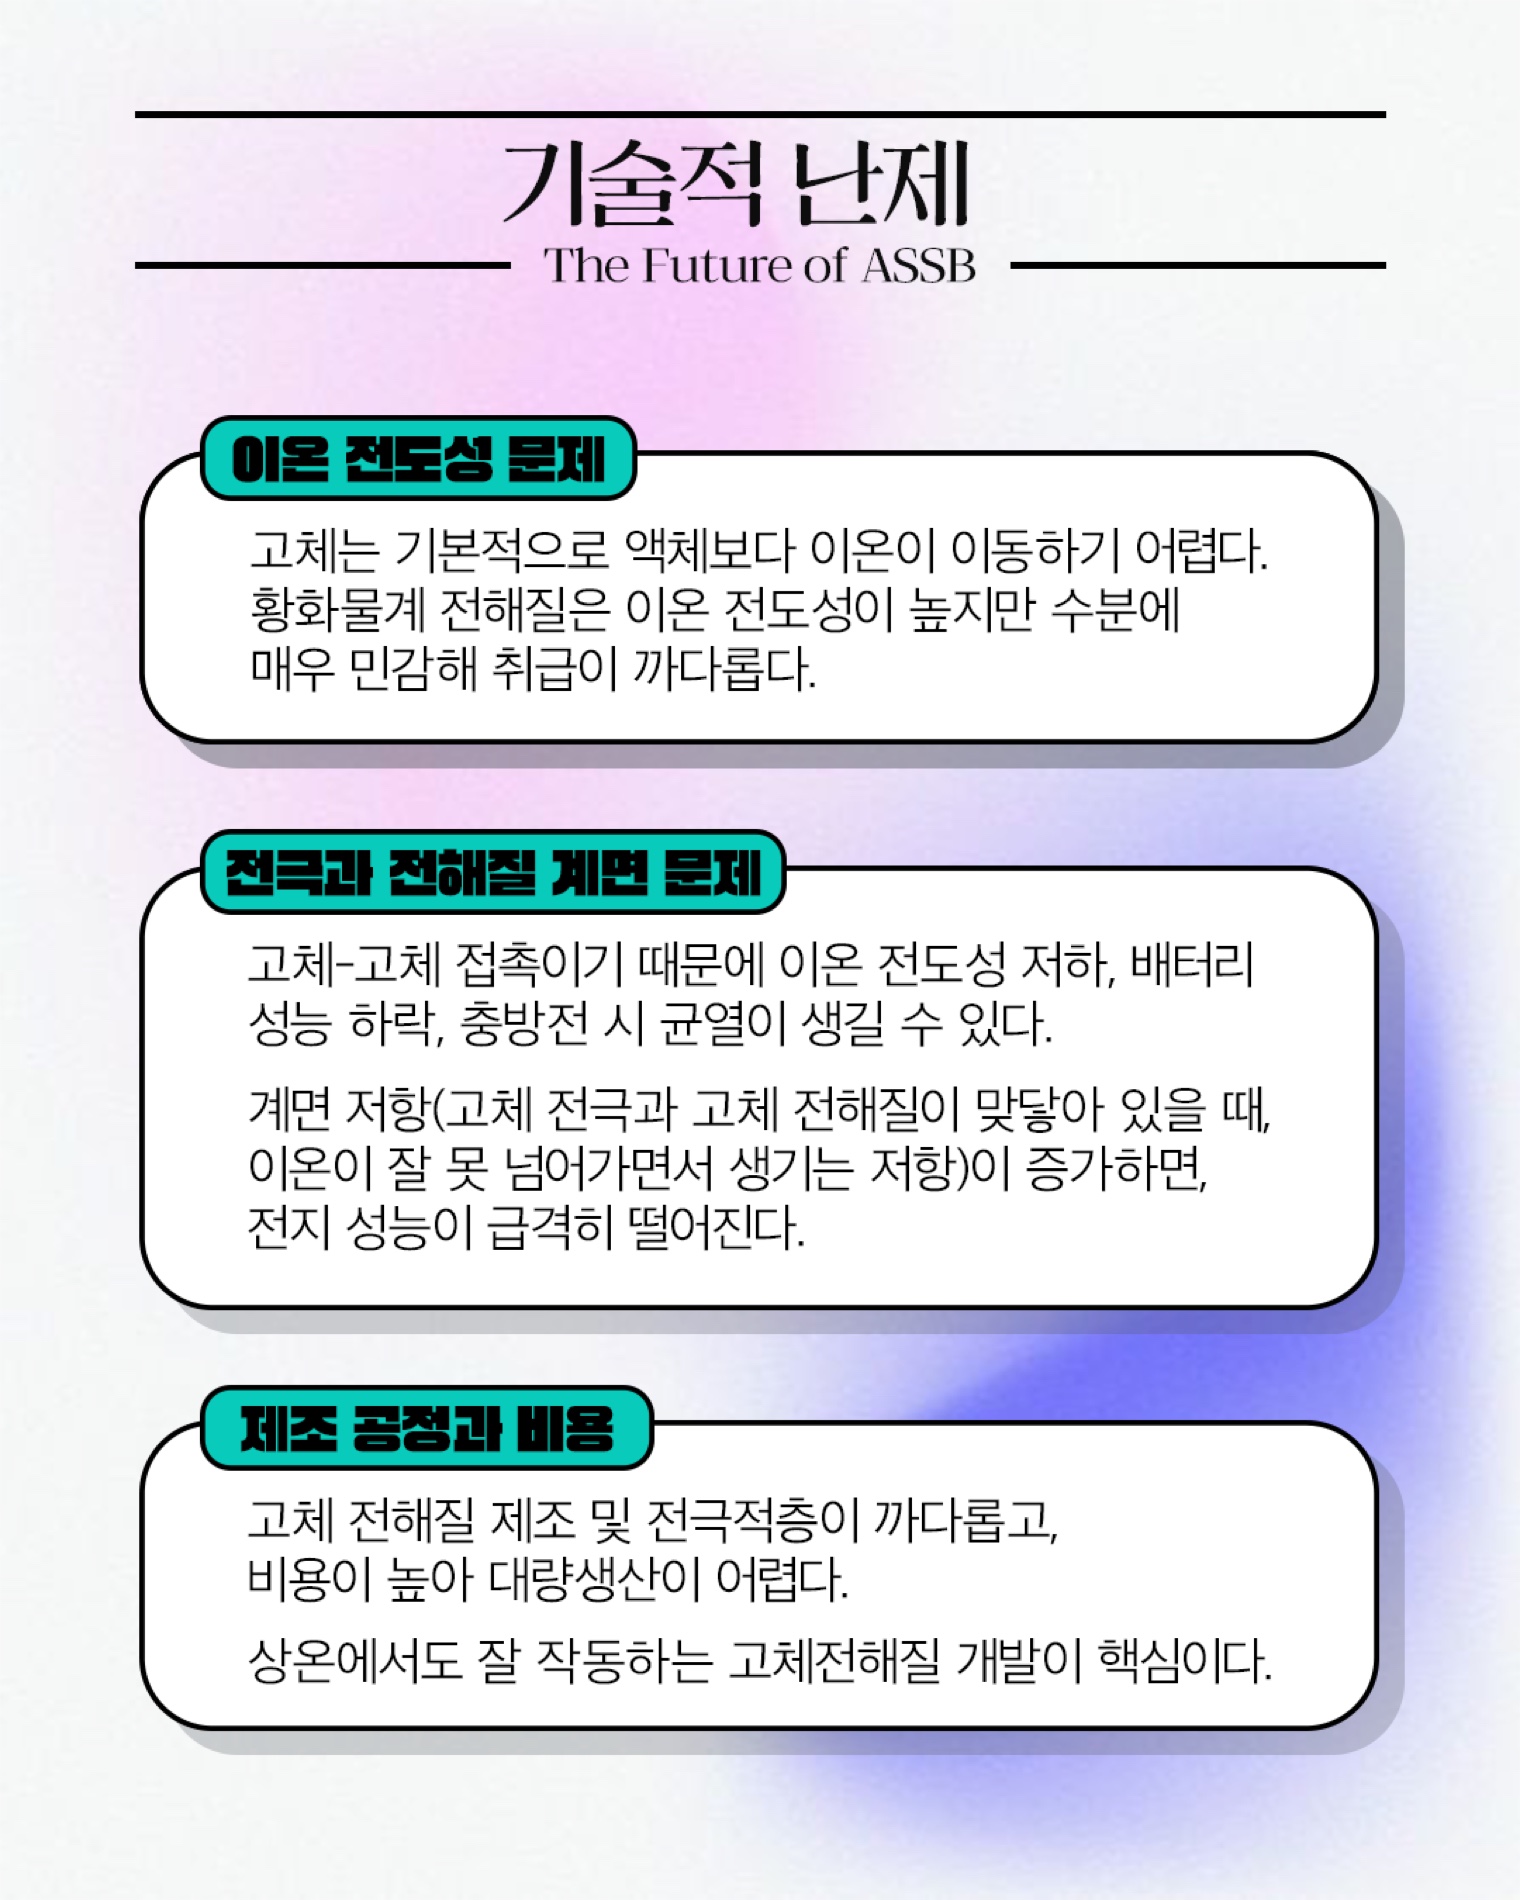 기술적 난제
The Future of ASSB
이온 전도성 문제
고체는 기본적으로 액체보다 이온이 이동하기 어렵다.
황화물계 전해질은 이온 전도성이 높지만 수분에
매우 민감해 취급이 까다롭다.
전극과 전해질 계면 문제
고체-고체 접촉이기 때문에 이온 전도성 저하, 배터리
성능 하락, 충방전 시 균열이 생길 수 있다.
계면 저항(고체 전극과 고체 전해질이 맞닿아 있을 때,
이온이 잘 못 넘어가면서 생기는 저항)이 증가하면,
전지 성능이 급격히 떨어진다.
제조 공정과 비용
고체 전해질 제조 및 전극적층이 까다롭고,
비용이 높아 대량생산이 어렵다.
상온에서도 잘 작동하는 고체전해질 개발이 핵심이다.